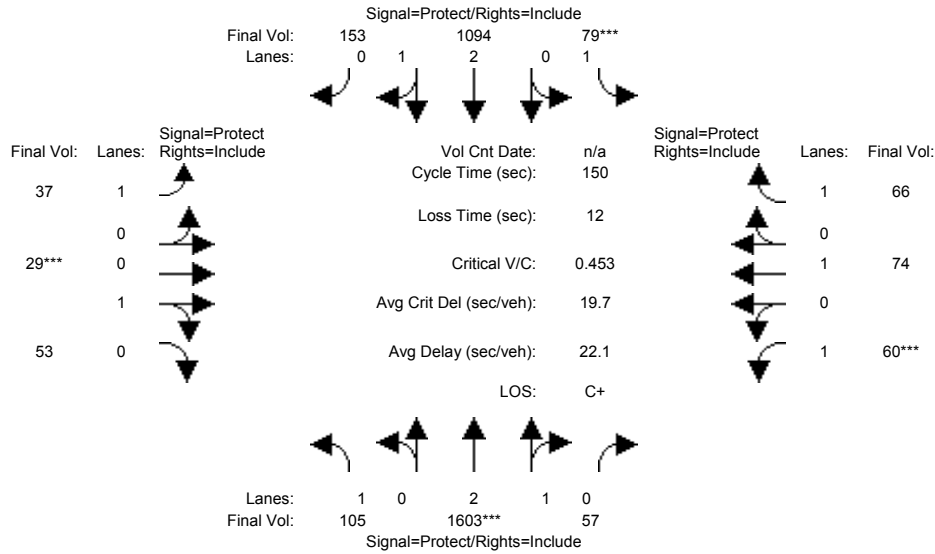 Signal=Protect/Rights=Include
Final Vol: 153 1094 79***
Lanes: 0 1 2 0 1
Signal=Protect Signal=Protect
Final Vol: Lanes: Rights=Include Vol Cnt Date: n/a Rights=Include Lanes: Final Vol:
Cycle Time (sec): 150
37 1 1 66
Loss Time (sec): 12
0 0
29*** 0 Critical V/C: 0.453 1 74
1 Avg Crit Del (sec/veh): 19.7 0
53 0 Avg Delay (sec/veh): 22.1 1 60***
LOS: C+
Lanes: 1 0 2 1 0
Final Vol: 105 1603*** 57
Signal=Protect/Rights=Include